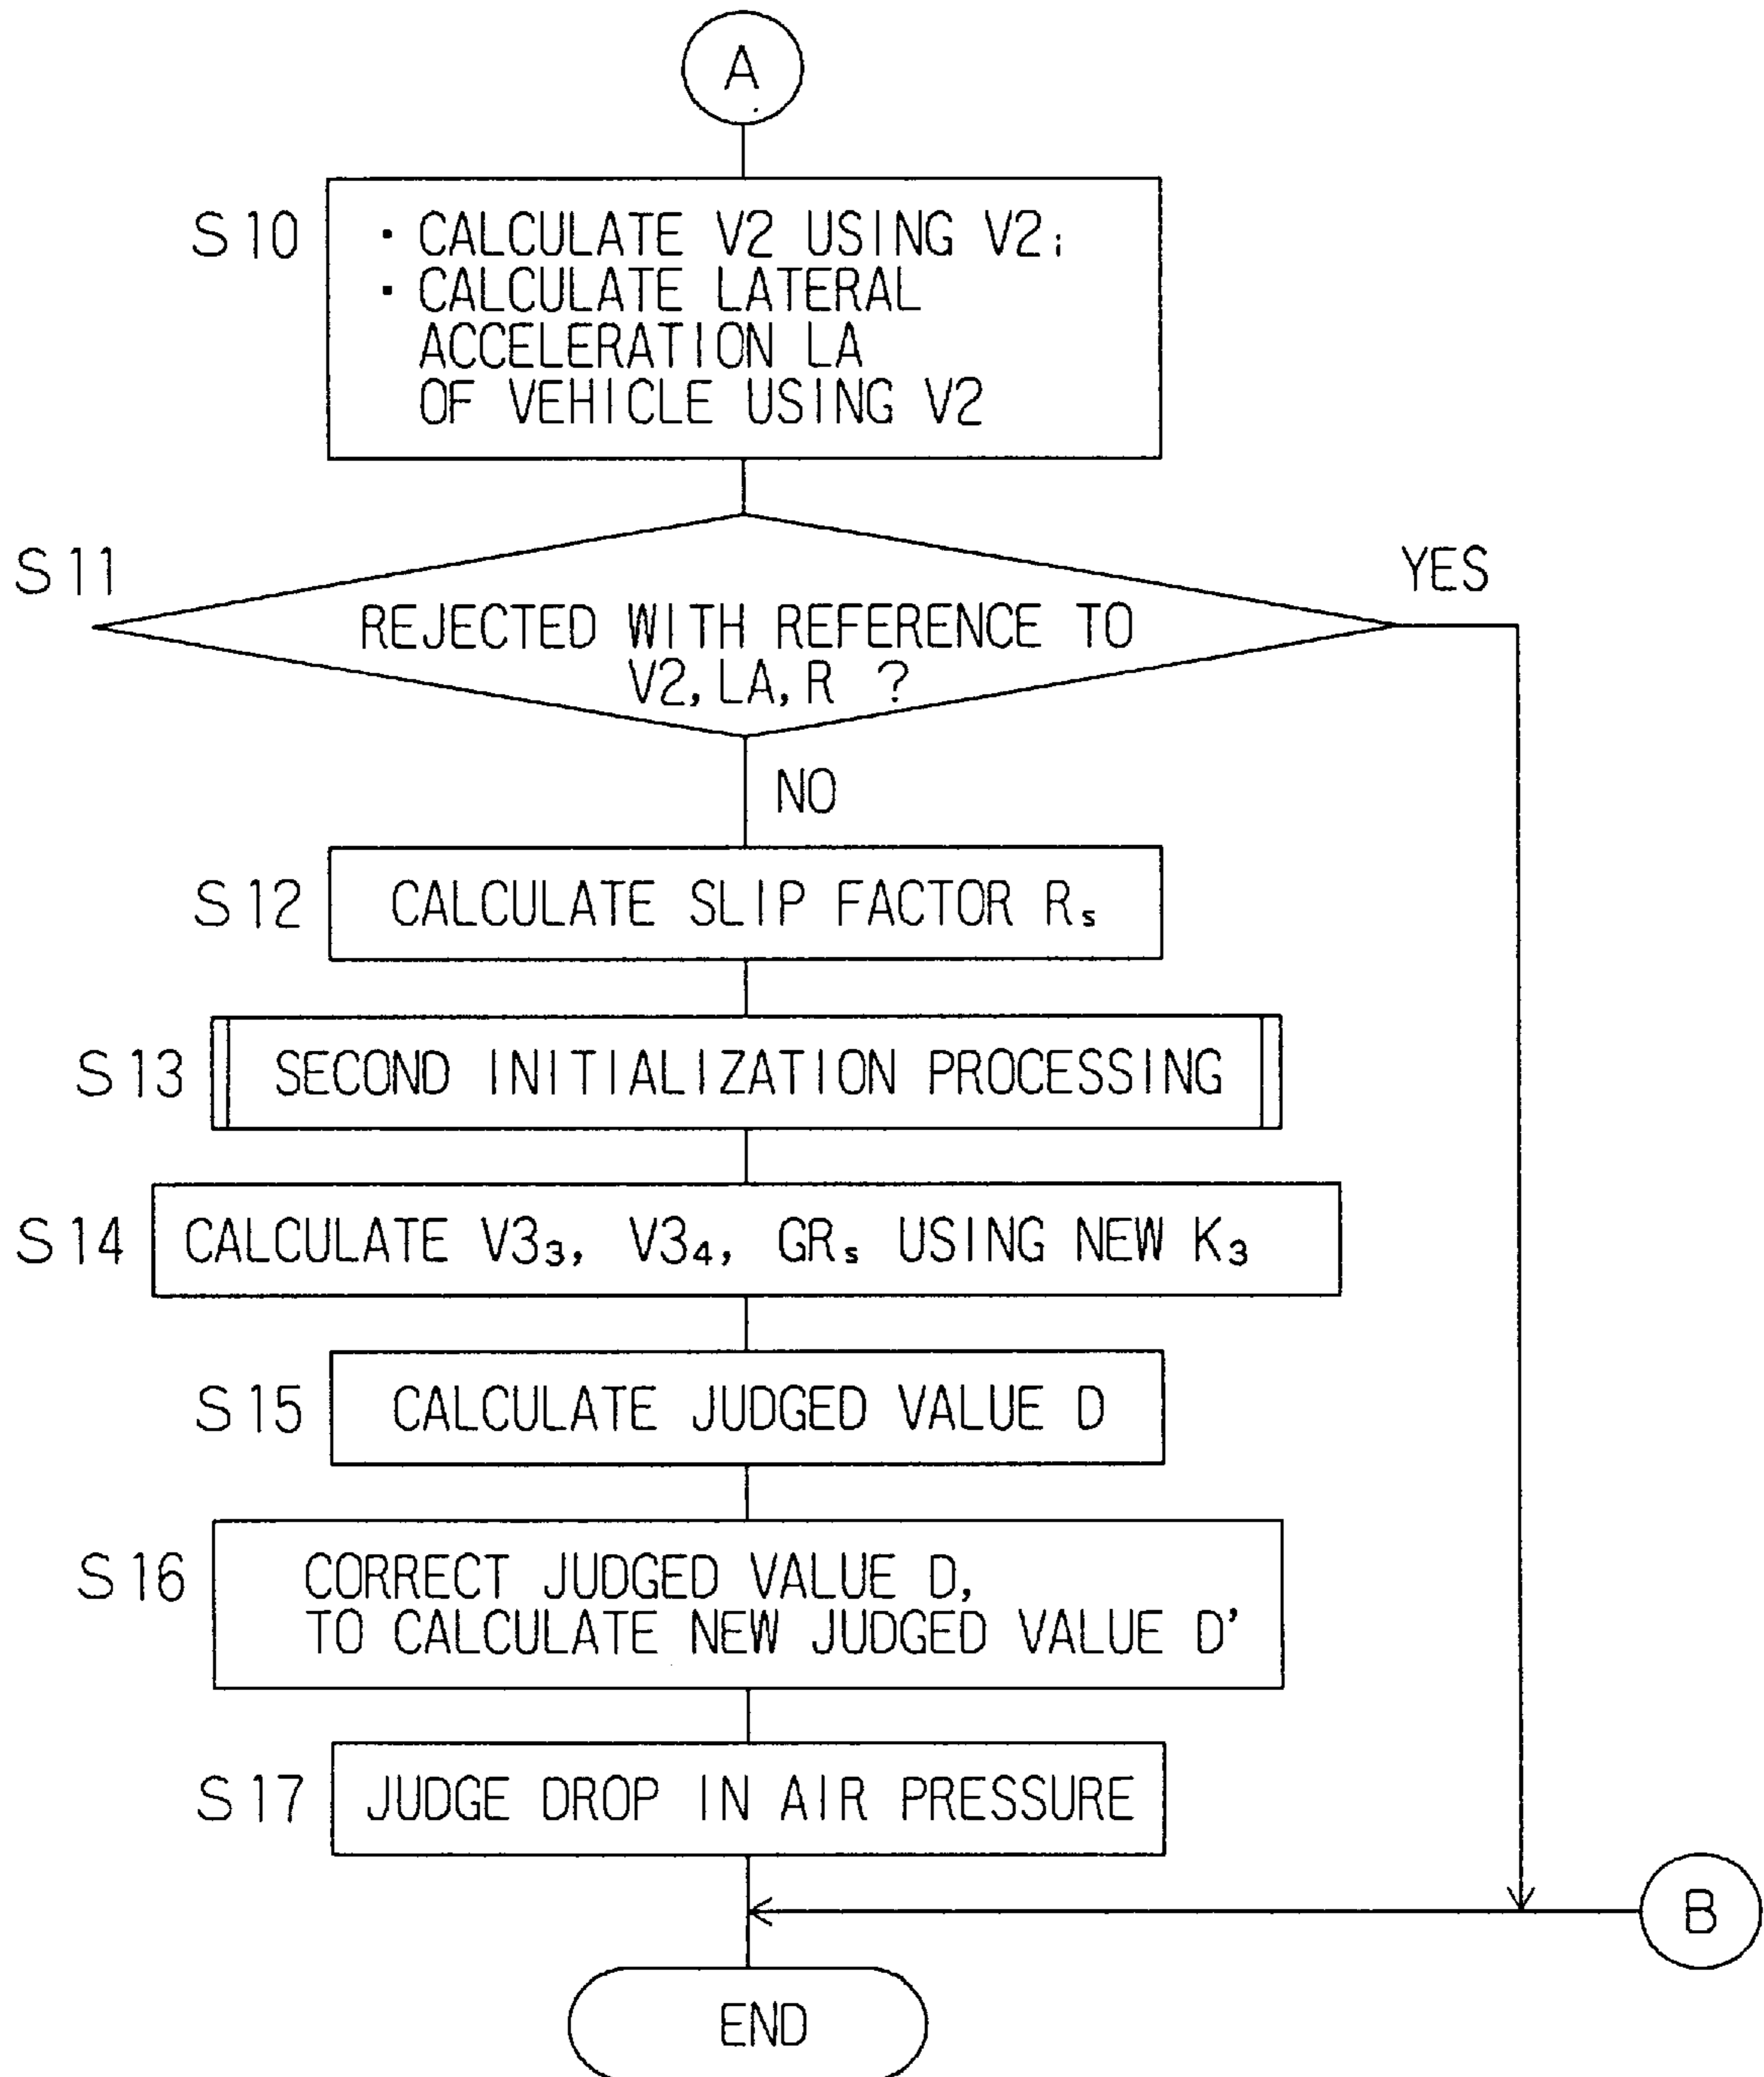 A
S10
・CALCULATE V2 USING V2ᵢ
・CALCULATE LATERAL
ACCELERATION LA
OF VEHICLE USING V2
S11
YES
REJECTED WITH REFERENCE TO
V2, LA, R ?
NO
S12
CALCULATE SLIP FACTOR Rₛ
S13
SECOND INITIALIZATION PROCESSING
S14
CALCULATE V3₃, V3₄, GRₛ USING NEW K₃
S15
CALCULATE JUDGED VALUE D
S16
CORRECT JUDGED VALUE D,
TO CALCULATE NEW JUDGED VALUE D'
S17
JUDGE DROP IN AIR PRESSURE
B
END